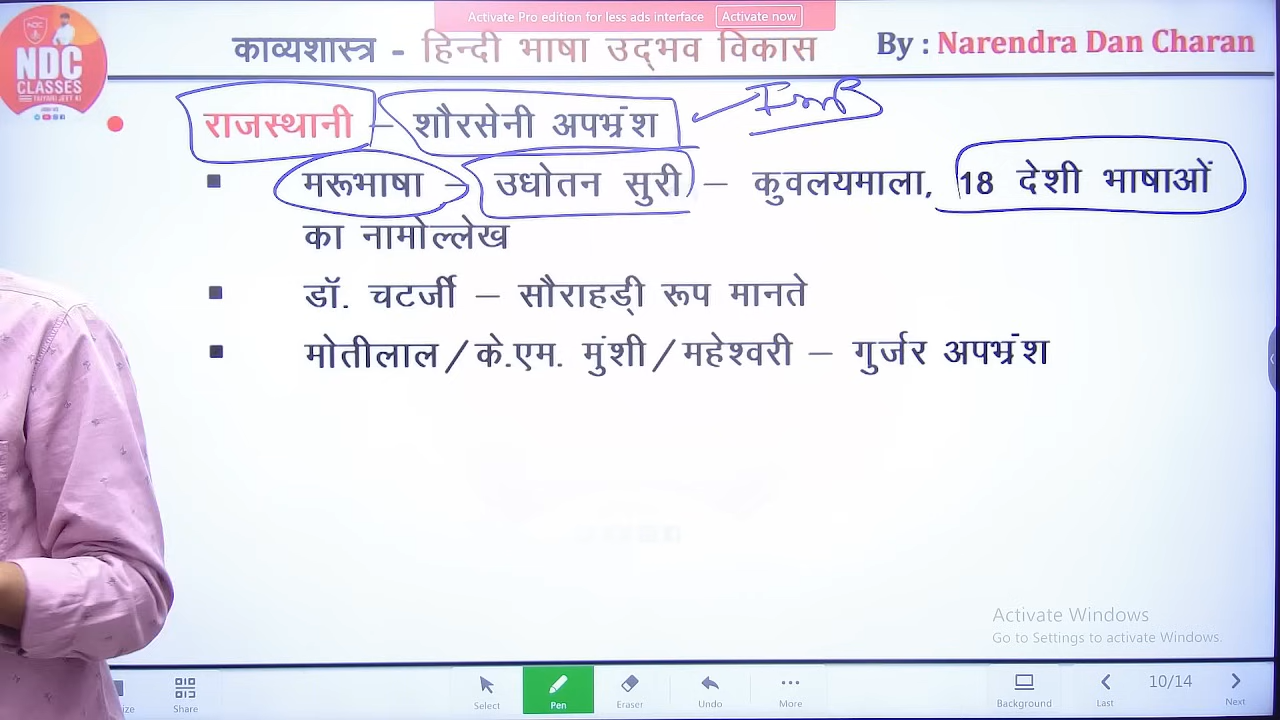 Activate Pro edition for less ads interface Activate now
काव्यशास्त्र - हिन्दी भाषा उद्भव विकास By : Narendra Dan Charan
NDC
CLASSES
राजस्थानी – शौरसेनी अपभ्रंश Imp
मरूभाषा – उधोतन सुरी – कुवलयमाला, 18 देशी भाषाओं
का नामोल्लेख
डॉ. चटर्जी – सौराहड़ी रूप मानते
मोतीलाल/के.एम. मुंशी/महेश्वरी – गुर्जर अपभ्रंश
Activate Windows
Go to Settings to activate Windows.
Share Select Pen Eraser Undo More Background Last 10/14 Next